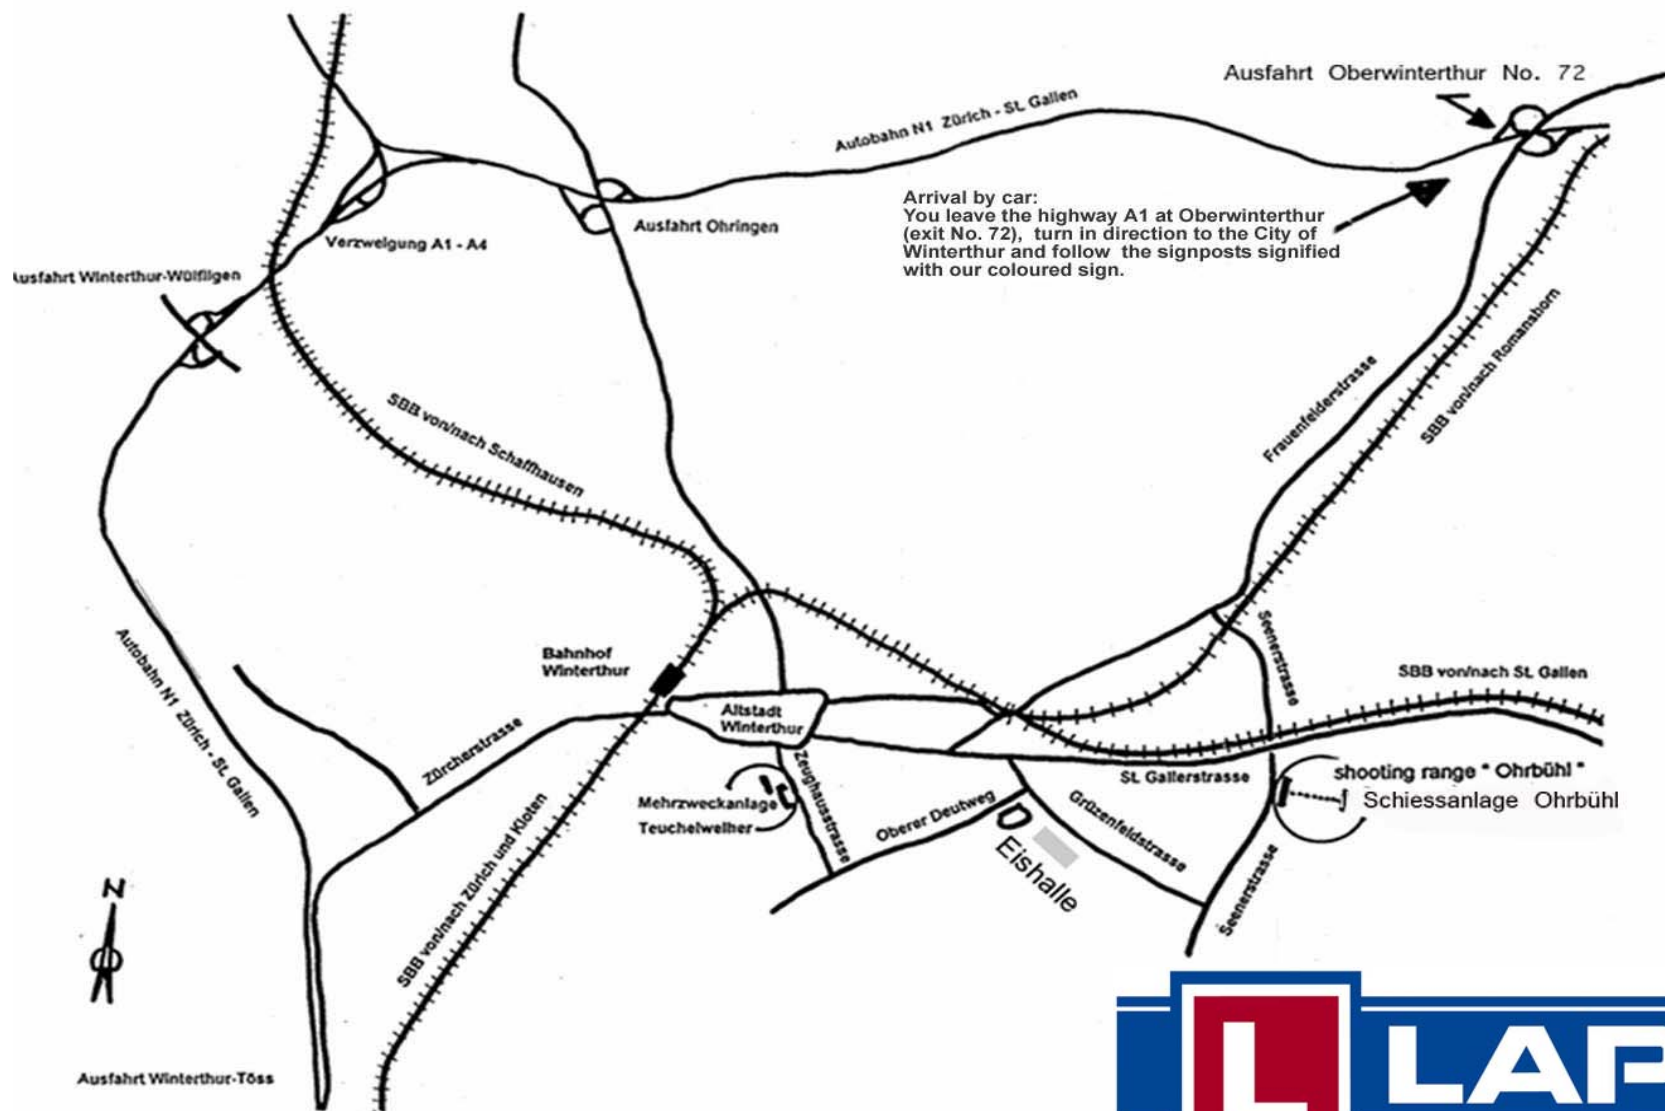 Ausfahrt Oberwinterthur No. 72
Autobahn N1 Zürich - St. Gallen
Arrival by car:
You leave the highway A1 at Oberwinterthur
(exit No. 72), turn in direction to the City of
Winterthur and follow the signposts signified
with our coloured sign.
Ausfahrt Ohringen
Verzweigung A1 - A4
Ausfahrt Winterthur-Wülflgen
SBB von/nach Schaffhausen
Frauenfelderstrasse
SBB von/nach Romanshorn
Autobahn N1 Zürich - St. Gallen
Bahnhof
Winterthur
Seenerstrasse
SBB von/nach St. Gallen
Altstadt
Winterthur
Zürcherstrasse
Zeughausstrasse
St. Gallerstrasse
shooting range " Ohrbühl "
Schiessanlage Ohrbühl
Mehrzweckanlage
Teuchelweiher
Oberer Deutweg
Grüzenfeldstrasse
Eishalle
Seenerstrasse
SBB von/nach Zürich und Kloten
N
Ausfahrt Winterthur-Töss
L LAP